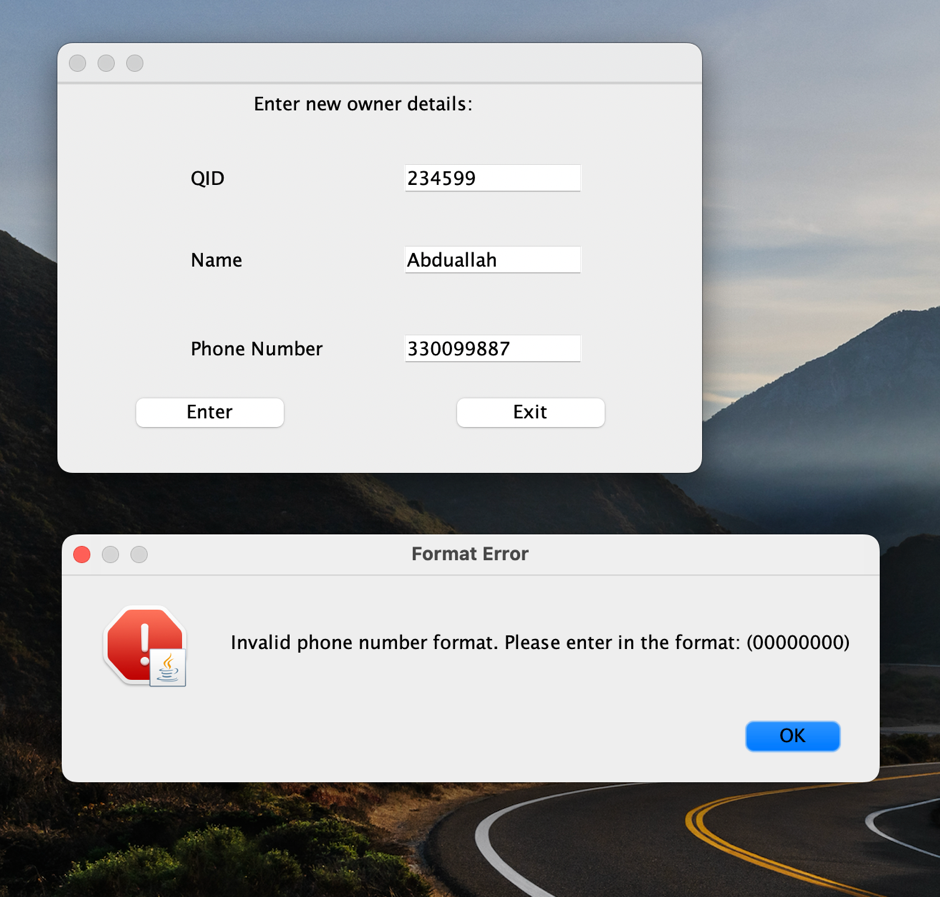 Enter new owner details:
QID 234599
Name Abduallah
Phone Number 330099887
Enter Exit
Format Error
Invalid phone number format. Please enter in the format: (00000000)
OK